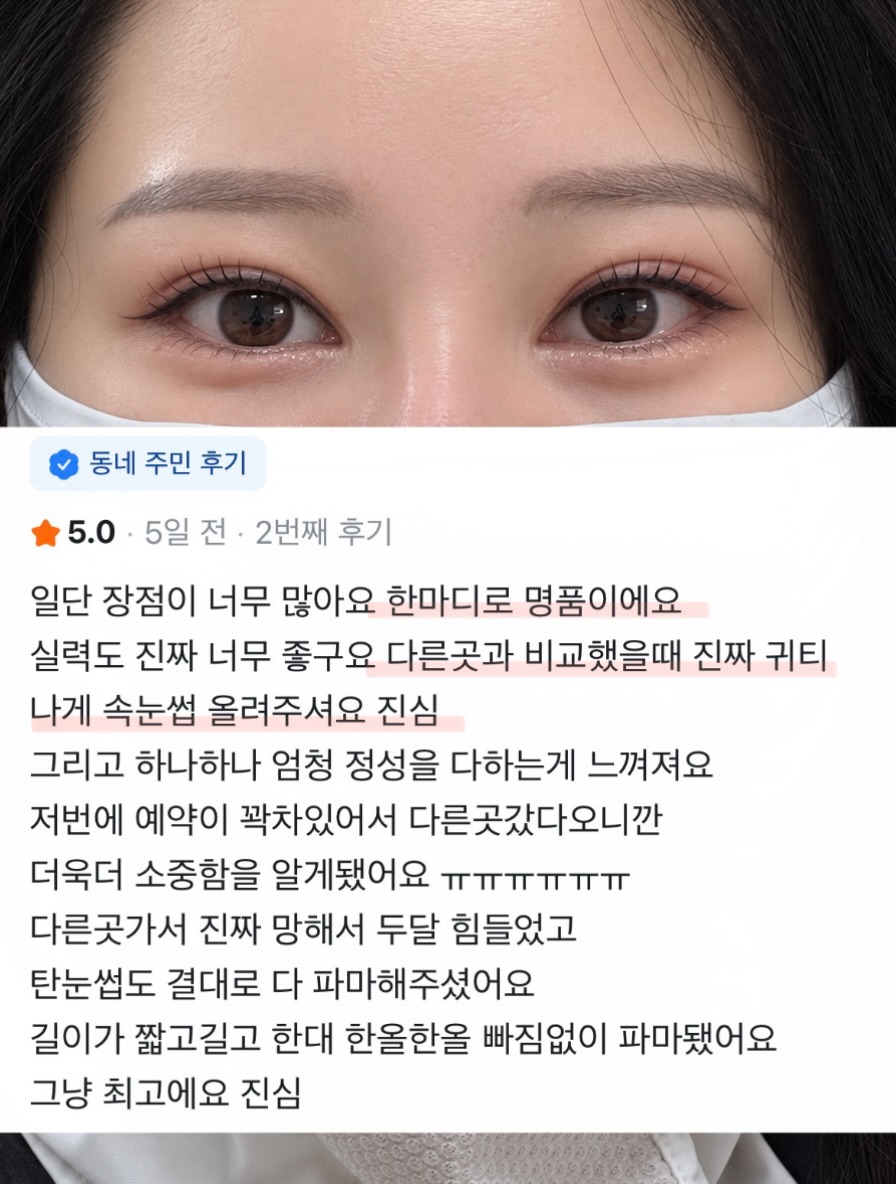 동네 주민 후기
5.0 · 5일 전 · 2번째 후기
일단 장점이 너무 많아요 한마디로 명품이에요
실력도 진짜 너무 좋구요 다른곳과 비교했을때 진짜 귀티
나게 속눈썹 올려주셔요 진심
그리고 하나하나 엄청 정성을 다하는게 느껴져요
저번에 예약이 꽉차있어서 다른곳갔다오니깐
더욱더 소중함을 알게됐어요 ㅠㅠㅠㅠㅠㅠ
다른곳가서 진짜 망해서 두달 힘들었고
탄눈썹도 결대로 다 파마해주셨어요
길이가 짧고길고 한대 한올한올 빠짐없이 파마됐어요
그냥 최고에요 진심